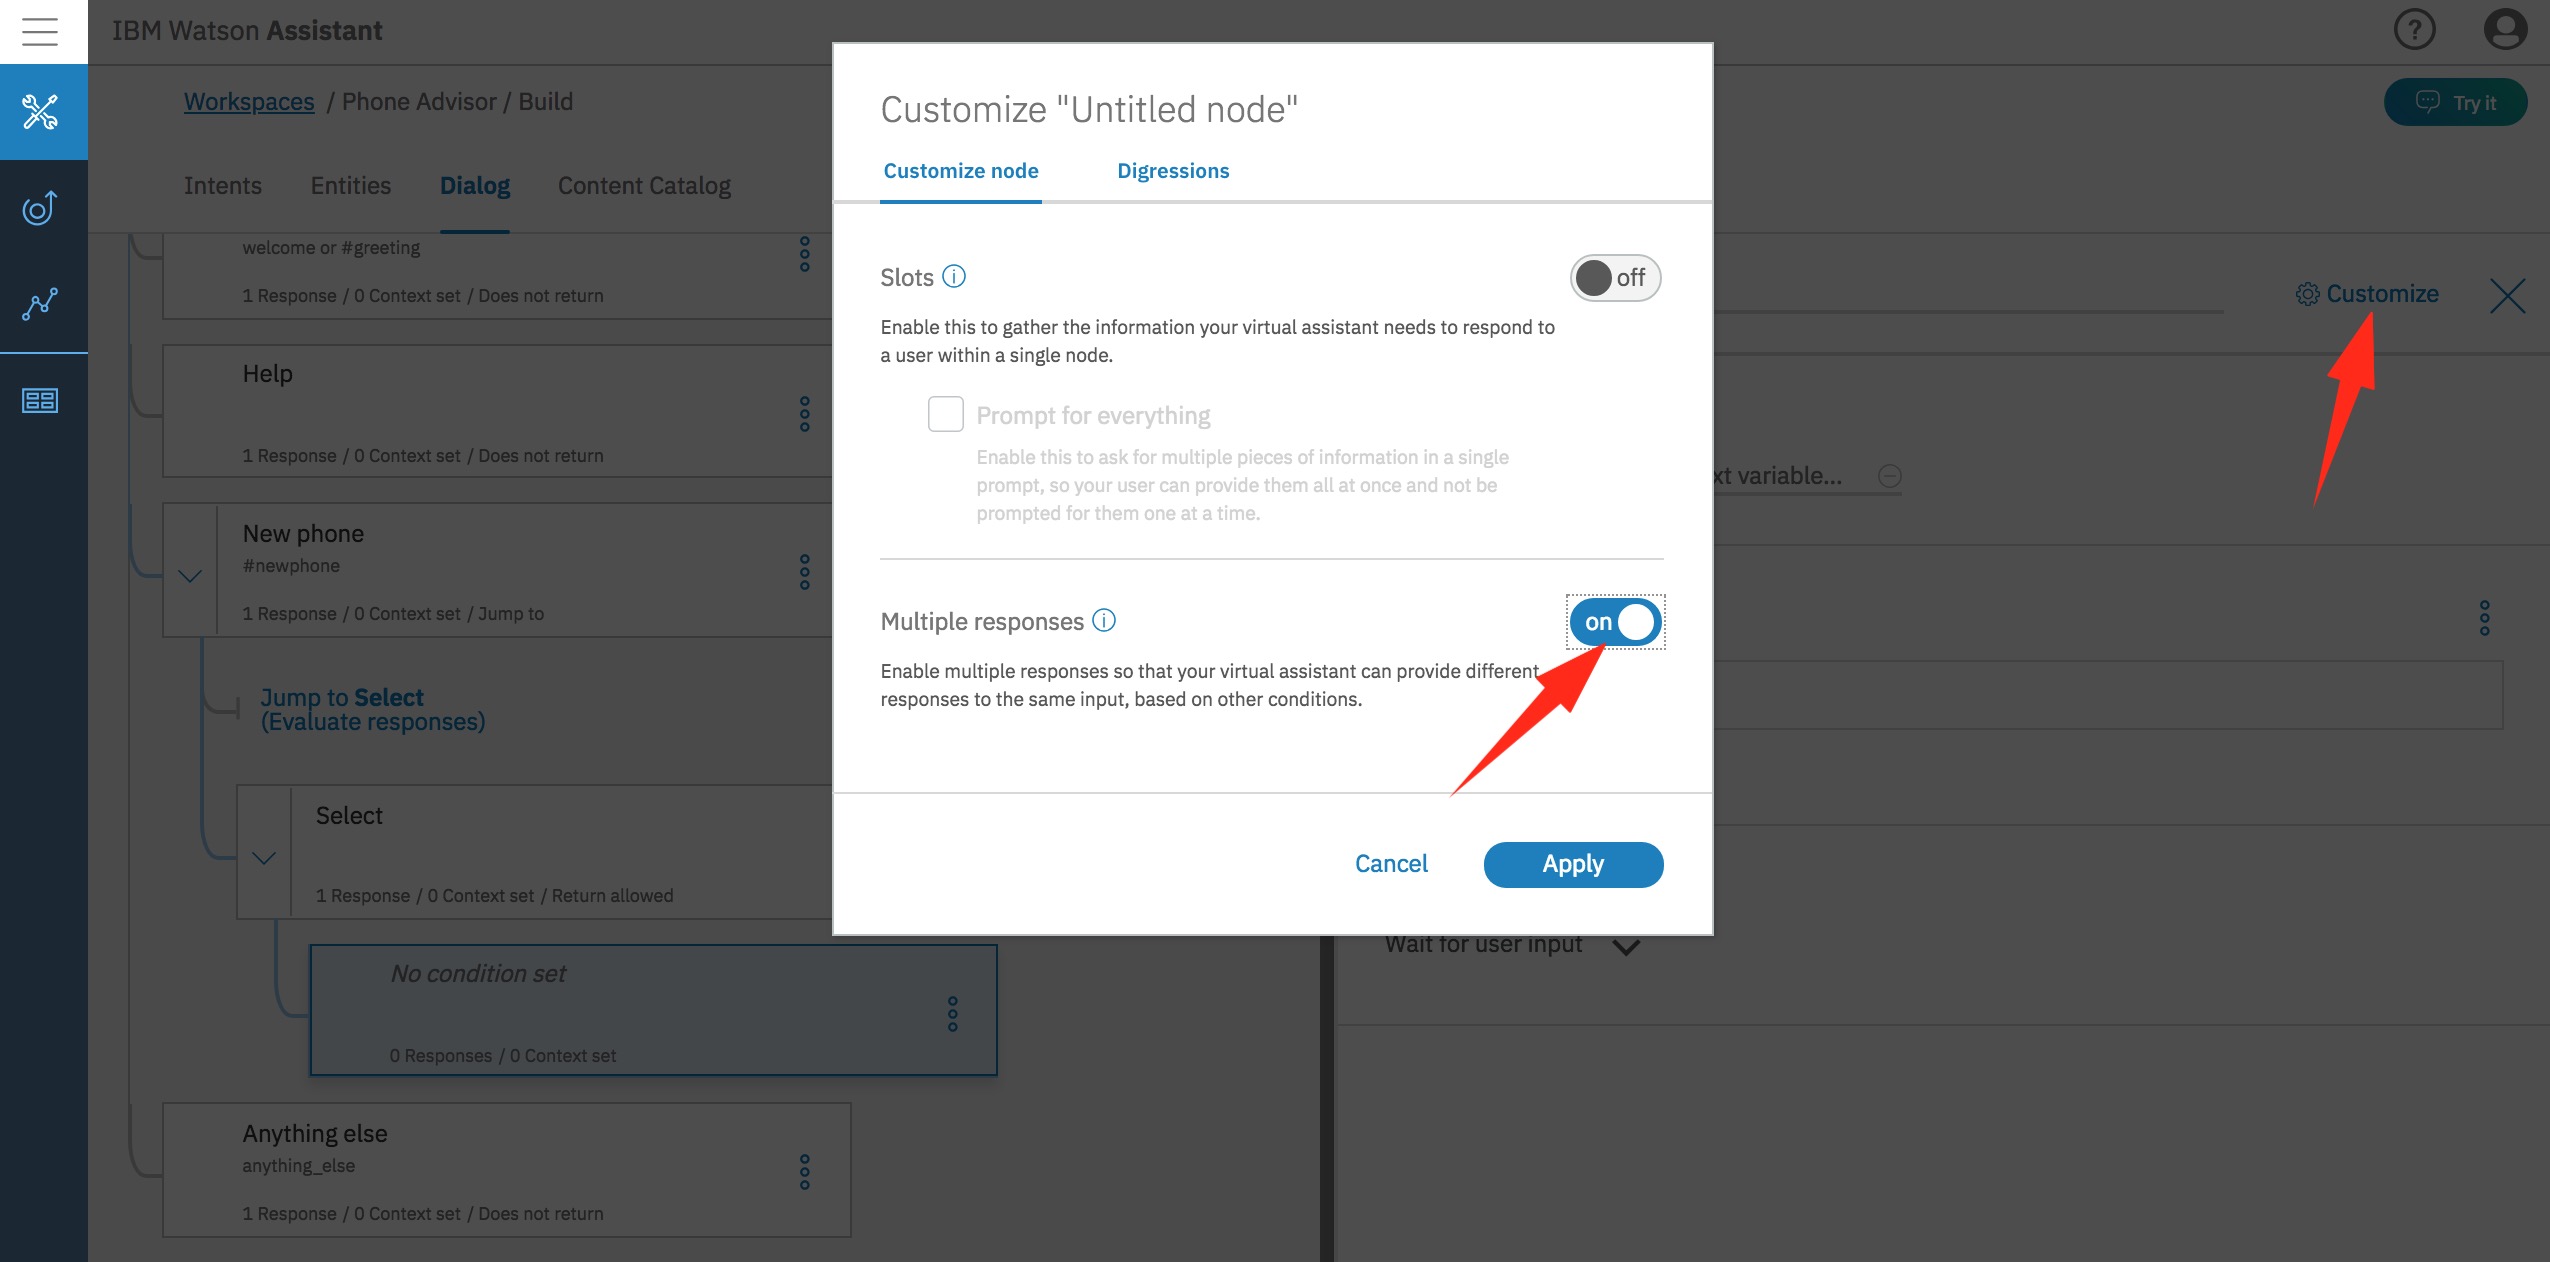 IBM Watson Assistant
?
Workspaces / Phone Advisor / Build
Try it
Intents
Entities
Dialog
Content Catalog
welcome or #greeting
1 Response / 0 Context set / Does not return
Help
1 Response / 0 Context set / Does not return
New phone
#newphone
1 Response / 0 Context set / Jump to
Jump to Select
(Evaluate responses)
Select
1 Response / 0 Context set / Return allowed
No condition set
0 Responses / 0 Context set
Anything else
anything_else
1 Response / 0 Context set / Does not return
Customize "Untitled node"
Customize node
Digressions
Slots i
off
Enable this to gather the information your virtual assistant needs to respond to
a user within a single node.
Prompt for everything
Enable this to ask for multiple pieces of information in a single
prompt, so your user can provide them all at once and not be
prompted for them one at a time.
Multiple responses i
on
Enable multiple responses so that your virtual assistant can provide different
responses to the same input, based on other conditions.
Cancel
Apply
Customize
xt variable...
Wait for user input